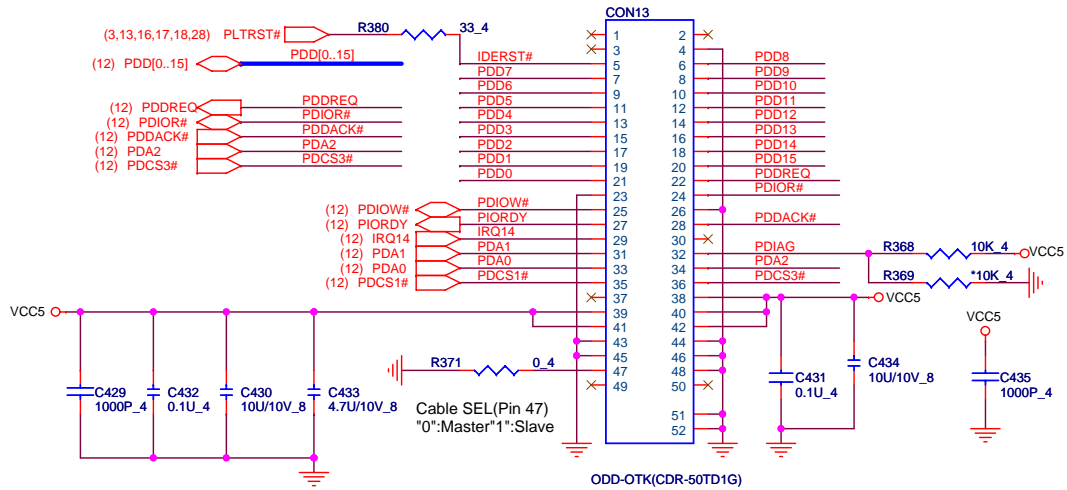 CON13
(3,13,16,17,18,28) PLTRST# R380 33_4
(12) PDD[0..15] PDD[0..15]
(12) PDDREQ PDDREQ
(12) PDIOR# PDIOR#
(12) PDDACK# PDDACK#
(12) PDA2 PDA2
(12) PDCS3# PDCS3#
1 2
3 4
IDERST# 5 6 PDD8
PDD7 7 8 PDD9
PDD6 9 10 PDD10
PDD5 11 12 PDD11
PDD4 13 14 PDD12
PDD3 15 16 PDD13
PDD2 17 18 PDD14
PDD1 19 20 PDD15
PDD0 21 22 PDDREQ
23 24 PDIOR#
(12) PDIOW# PDIOW# 25 26
(12) PIORDY PIORDY 27 28 PDDACK#
(12) IRQ14 IRQ14 29 30
(12) PDA1 PDA1 31 32 PDIAG
(12) PDA0 PDA0 33 34 PDA2
(12) PDCS1# PDCS1# 35 36 PDCS3#
37 38
39 40
41 42
43 44
45 46
47 48
49 50
51
52
R368 10K_4 VCC5
R369 *10K_4
VCC5
VCC5
VCC5
C429
1000P_4
C432
0.1U_4
C430
10U/10V_8
C433
4.7U/10V_8
R371 0_4
Cable SEL(Pin 47)
"0":Master"1":Slave
C431
0.1U_4
C434
10U/10V_8
C435
1000P_4
ODD-OTK(CDR-50TD1G)